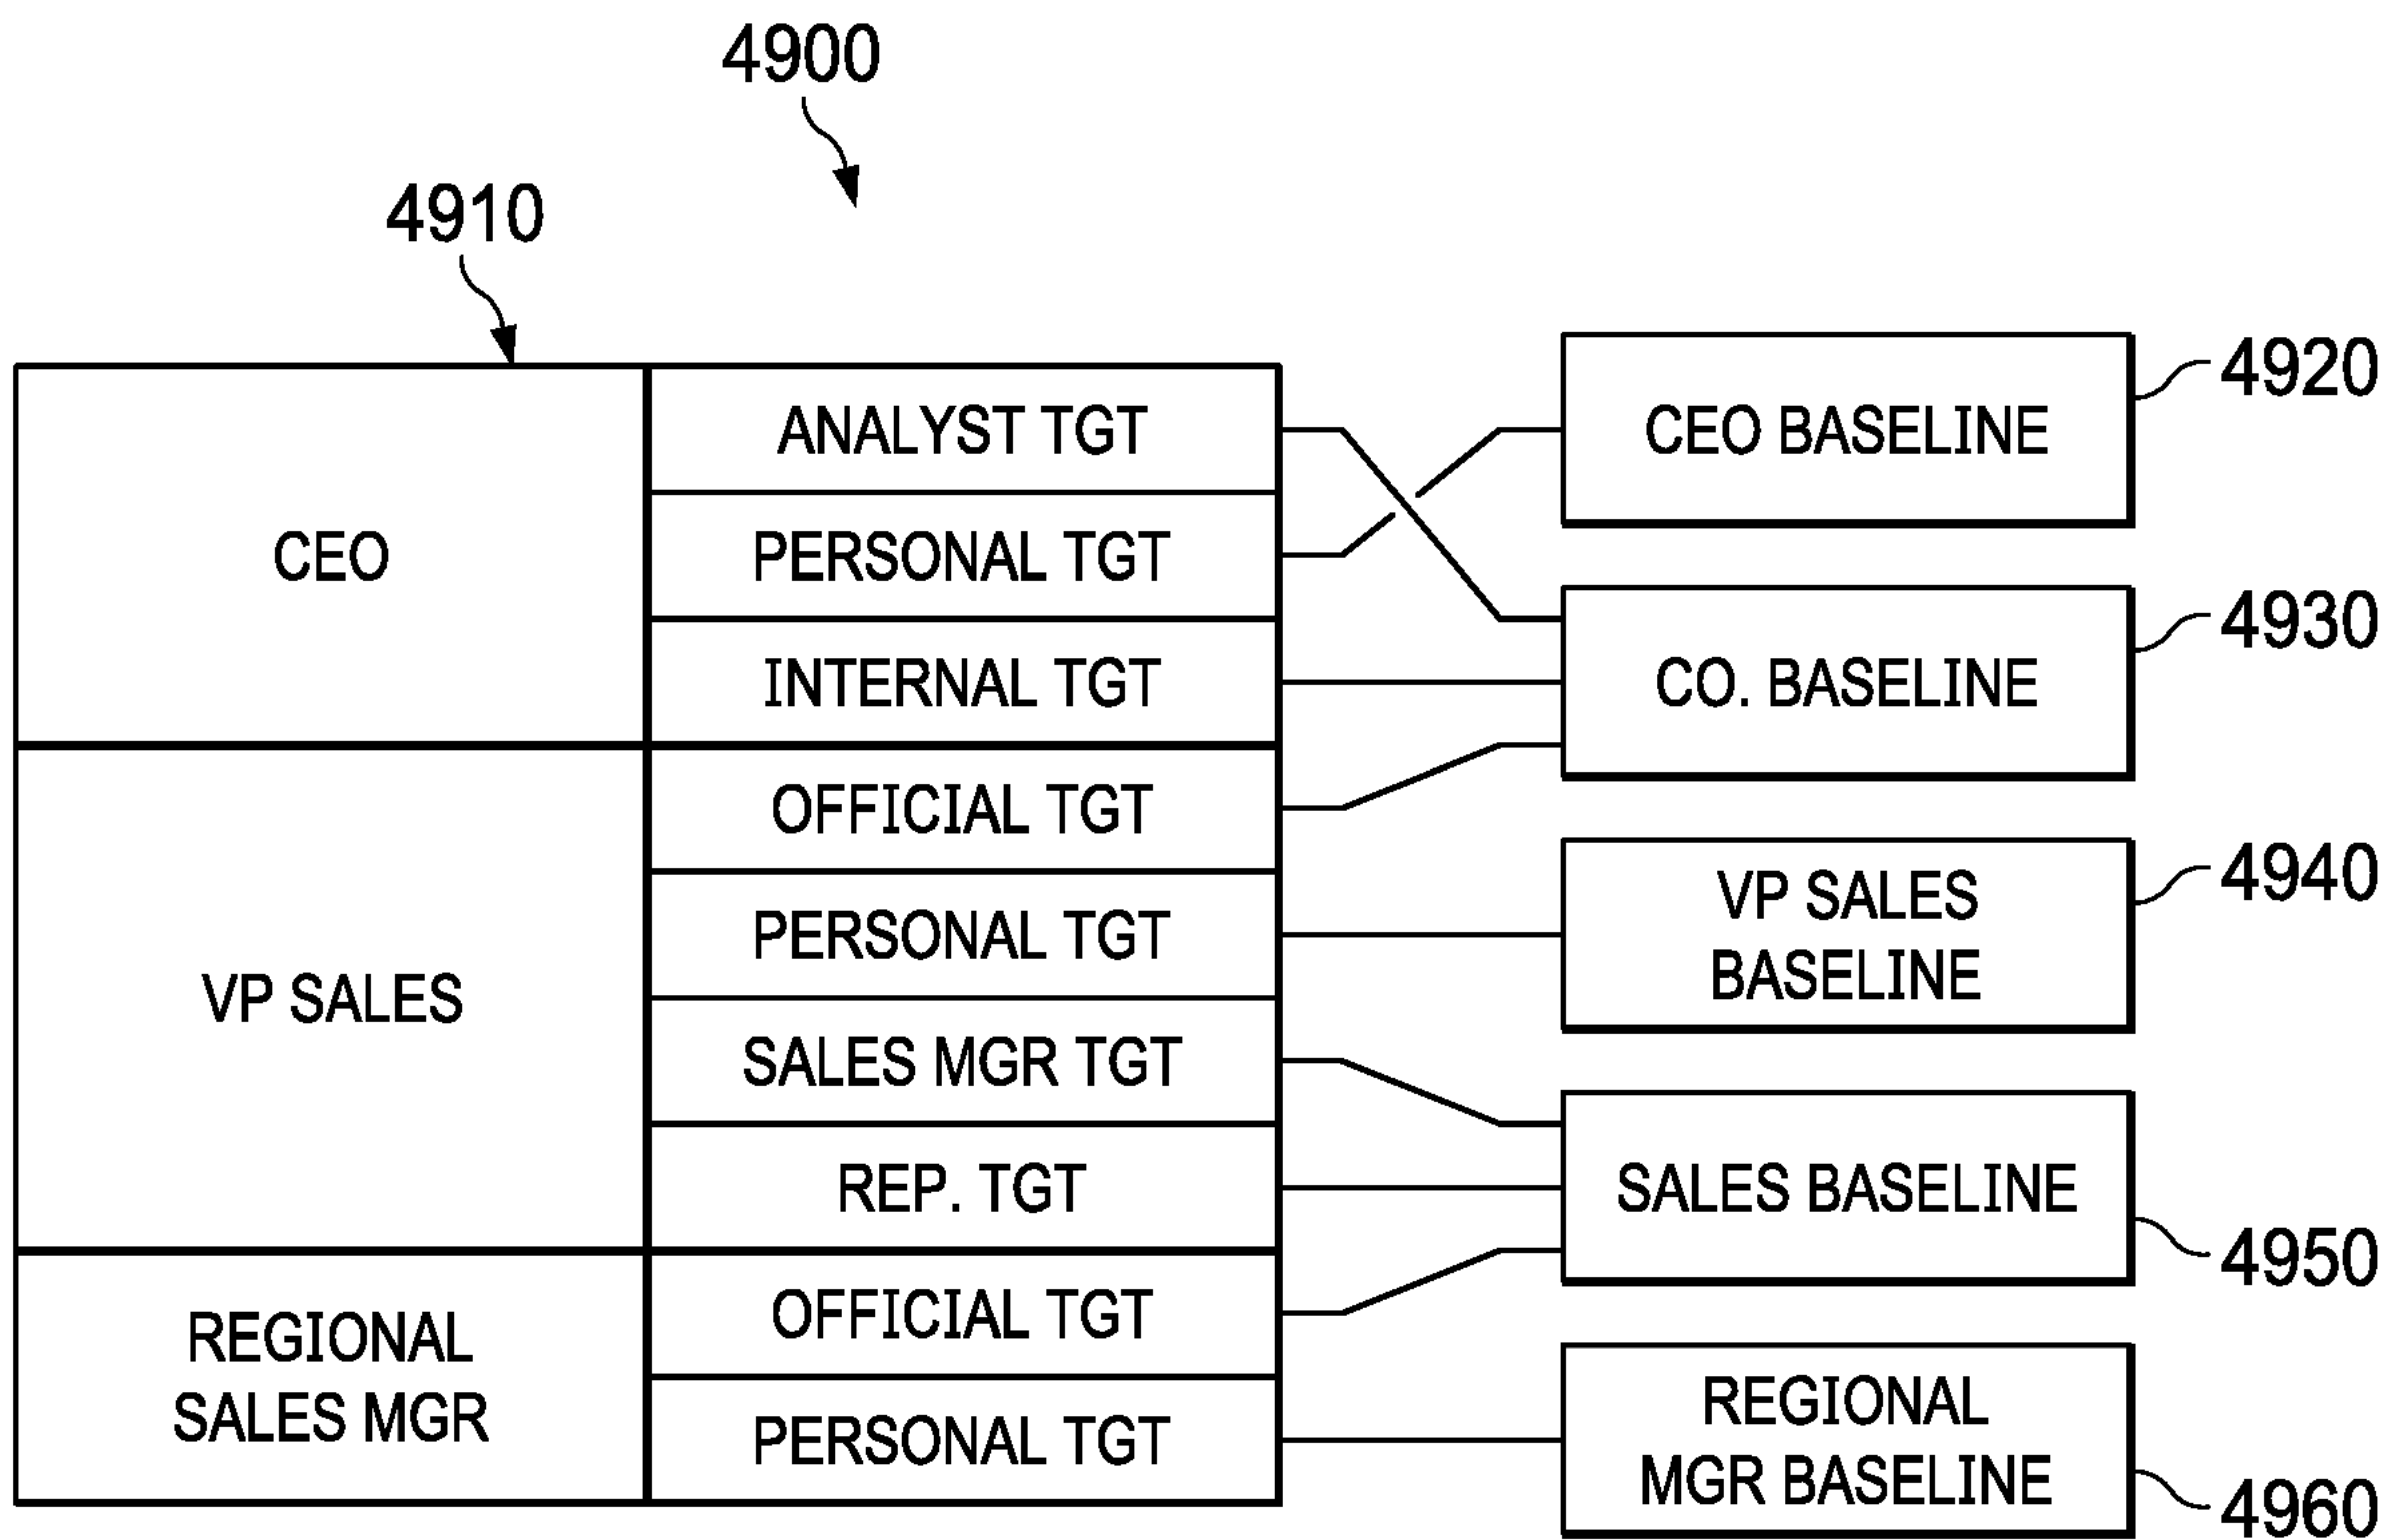 4900
4910
CEO
ANALYST TGT
PERSONAL TGT
INTERNAL TGT
VP SALES
OFFICIAL TGT
PERSONAL TGT
SALES MGR TGT
REP. TGT
REGIONAL
SALES MGR
OFFICIAL TGT
PERSONAL TGT
CEO BASELINE
4920
CO. BASELINE
4930
VP SALES
BASELINE
4940
SALES BASELINE
4950
REGIONAL
MGR BASELINE
4960